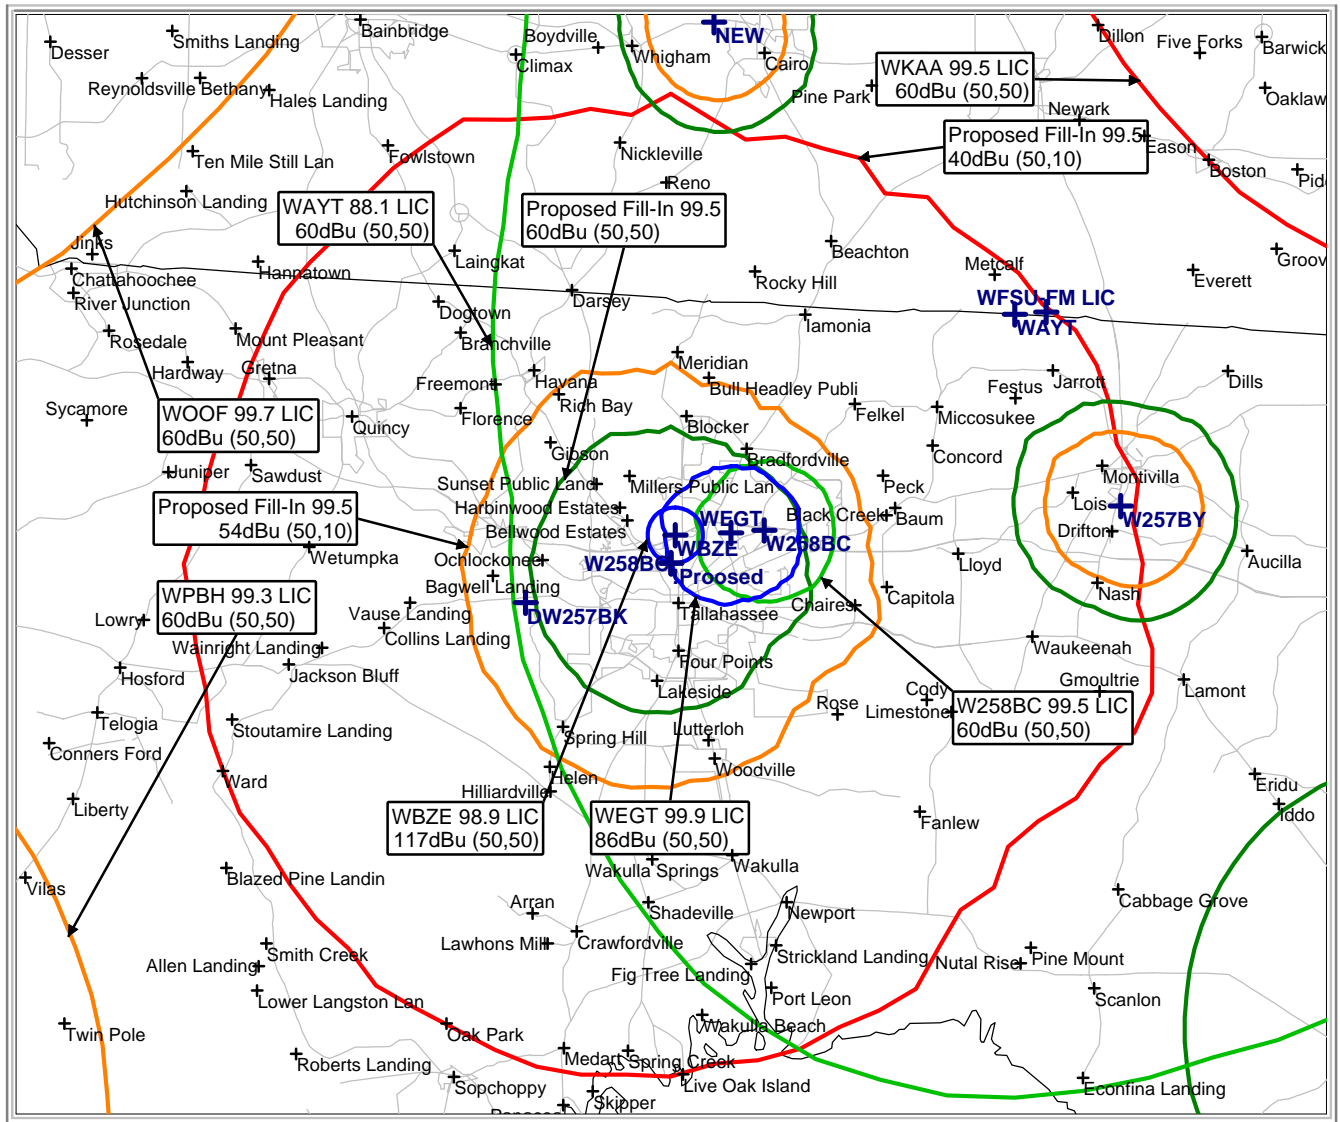 Bainbridge
NEW
Dillon
Desser
Smiths Landing
Boydville
Whigham
Cairo
Five Forks
Barwick
Climax
WKAA 99.5 LIC
60dBu (50,50)
Reynoldsville
Bethany
Hales Landing
Pine Park
Newark
Oaklaw
Proposed Fill-In 99.5
40dBu (50,10)
Eason
Ten Mile Still Lan
Fowlstown
Nickleville
Boston
Reno
Pid
Hutchinson Landing
WAYT 88.1 LIC
60dBu (50,50)
Proposed Fill-In 99.5
60dBu (50,50)
Jinks
Laingkat
Beachton
Metcalf
Groov
Chattahoochee
Hannatown
Rocky Hill
Everett
River Junction
Darsey
WFSU-FM LIC
WAYT
Dogtown
Iamonia
Rosedale
Mount Pleasant
Branchville
Meridian
Hardway
Gretna
Freemont
Havana
Bull Headley Publi
Festus
Jarrott
Dills
Sycamore
WOOF 99.7 LIC
60dBu (50,50)
Quincy
Florence
Rich Bay
Blocker
Felkel
Miccosukee
Gibson
Bradfordville
Concord
Juniper
Sawdust
Sunset Public Land
Millers Public Lan
Peck
Montivilla
Proposed Fill-In 99.5
54dBu (50,10)
Harbinwood Estates
Lois
W257BY
Bellwood Estates
WEGT
Black Creek
Baum
Drifton
WBZE
W258BC
Wetumpka
Ochlockonee
W258BC
Proosed
Lloyd
Aucilla
Bagwell Landing
WPBH 99.3 LIC
60dBu (50,50)
Vause Landing
DW257BK
Tallahassee
Chaires
Capitola
Nash
Lowry
Collins Landing
Wainright Landing
Waukeenah
Hosford
Jackson Bluff
Four Points
Lakeside
Cody
Gmoultrie
Lamont
Telogia
Stoutamire Landing
Rose
Limestone
W258BC 99.5 LIC
60dBu (50,50)
Conners Ford
Spring Hill
Lutterloh
Woodville
Ward
Helen
Eridu
Liberty
Hilliardville
Iddo
WBZE 98.9 LIC
117dBu (50,50)
WEGT 99.9 LIC
86dBu (50,50)
Fanlew
Vilas
Blazed Pine Landin
Wakulla Springs
Wakulla
Arran
Shadeville
Newport
Cabbage Grove
Lawhons Mill
Crawfordville
Smith Creek
Strickland Landing
Allen Landing
Fig Tree Landing
Nutal Rise
Pine Mount
Lower Langston Lan
Port Leon
Scanlon
Twin Pole
Oak Park
Wakulla Beach
Roberts Landing
Medart
Spring Creek
Sopchoppy
Live Oak Island
Econfina Landing
Skipper